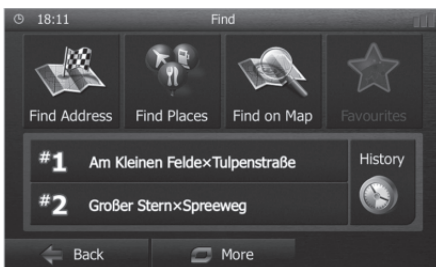 18:11 Find
Find Address Find Places Find on Map Favourites
#1 Am Kleinen Felde×Tulpenstraße History
#2 Großer Stern×Spreeweg
Back More